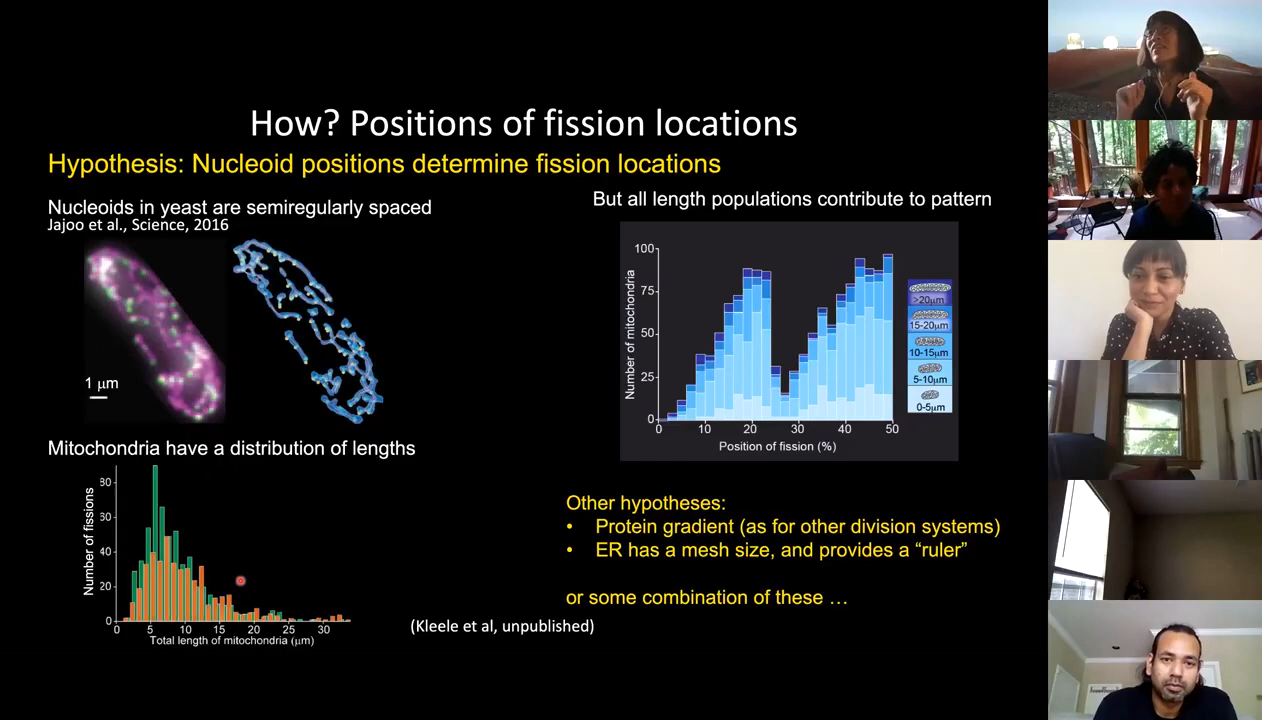 How? Positions of fission locations
Hypothesis: Nucleoid positions determine fission locations
Nucleoids in yeast are semiregularly spaced
Jajoo et al., Science, 2016
1 μm
Mitochondria have a distribution of lengths
Number of fissions
80
60
40
20
0
0 5 10 15 20 25 30
Total length of mitochondria (μm)
(Kleele et al, unpublished)
But all length populations contribute to pattern
Number of mitochondria
100
75
50
25
0
0 10 20 30 40 50
Position of fission (%)
>20μm
15-20μm
10-15μm
5-10μm
0-5μm
Other hypotheses:
• Protein gradient (as for other division systems)
• ER has a mesh size, and provides a “ruler”
or some combination of these …